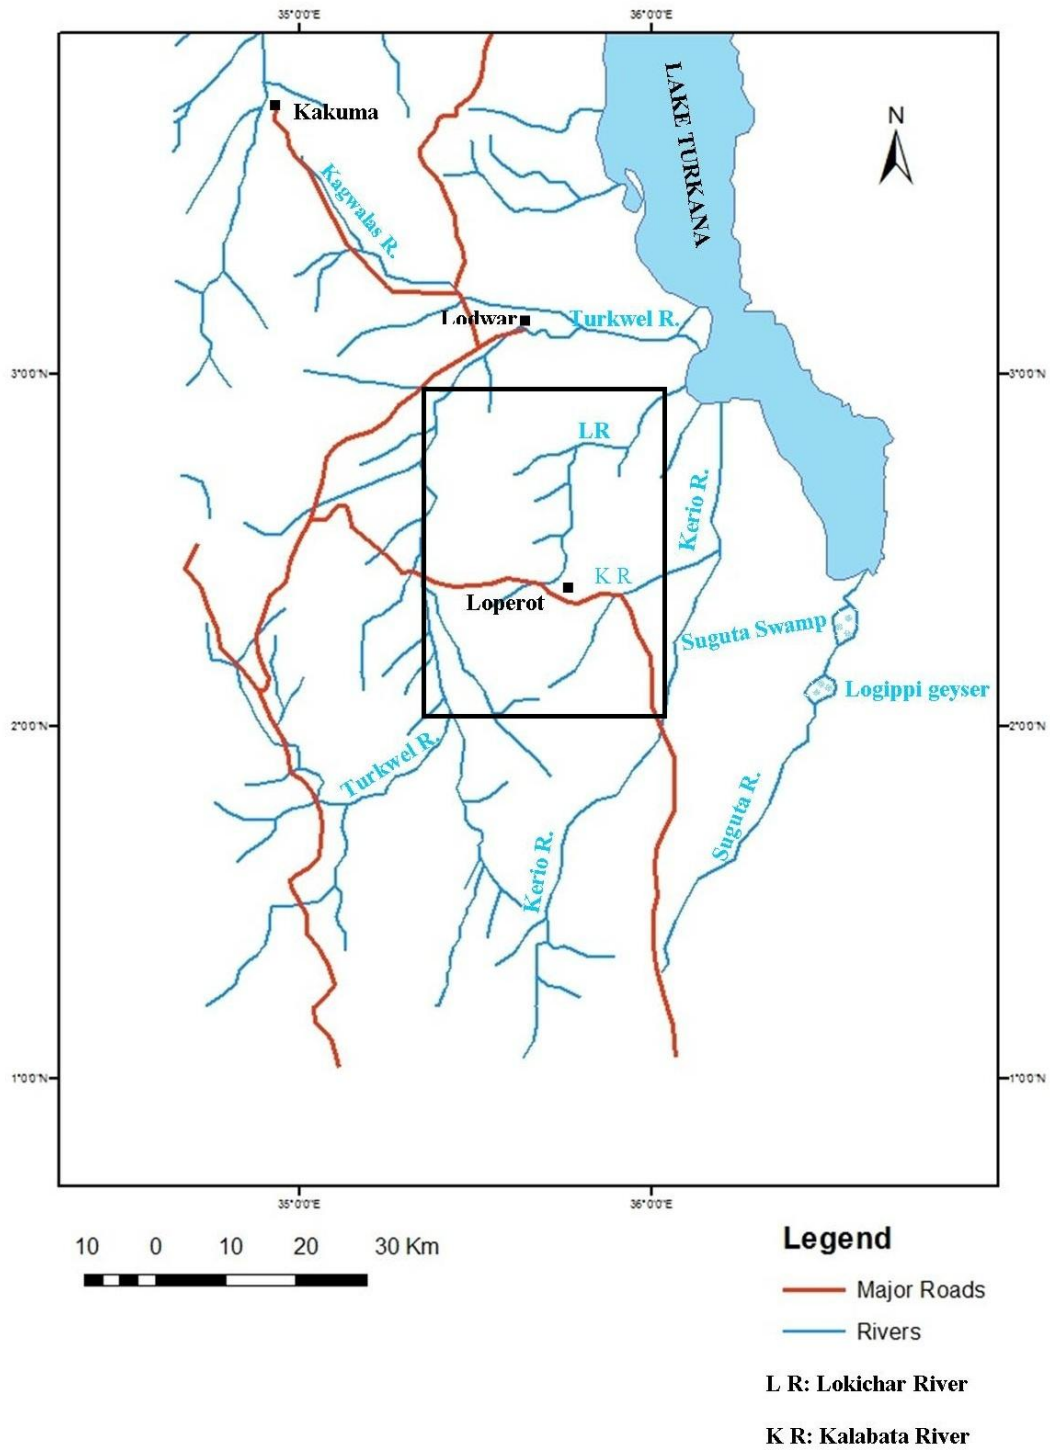 35°0'0"E
36°0'0"E
LAKE TURKANA
N
Kakuma
Kagwalas R.
Lodwar
Turkwel R.
3°0'0"N
3°0'0"N
LR
Kerio R.
K R
Loperot
Suguta Swamp
Logippi geyser
2°0'0"N
2°0'0"N
Turkwel R.
Suguta R.
Kerio R.
1°0'0"N
1°0'0"N
35°0'0"E
36°0'0"E
10 0 10 20 30 Km
Legend
Major Roads
Rivers
L R: Lokichar River
K R: Kalabata River